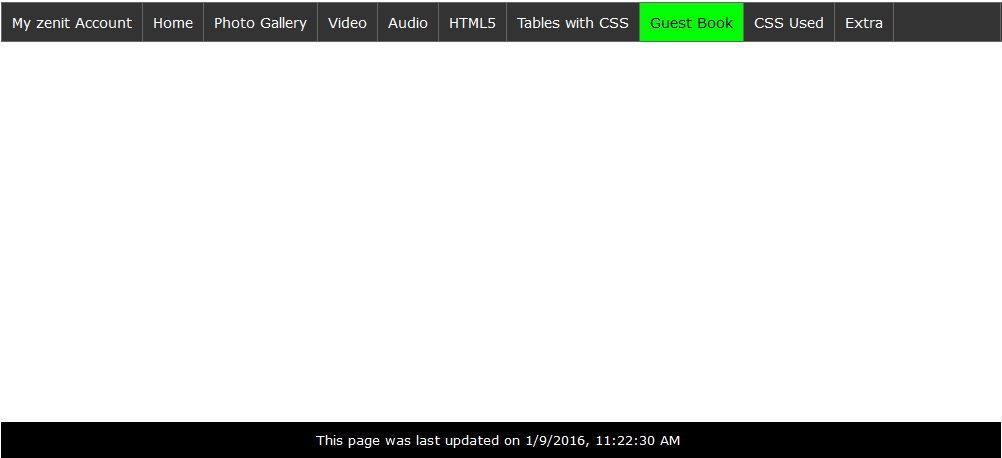 My zenit Account Home Photo Gallery Video Audio HTML5 Tables with CSS Guest Book CSS Used Extra
This page was last updated on 1/9/2016, 11:22:30 AM